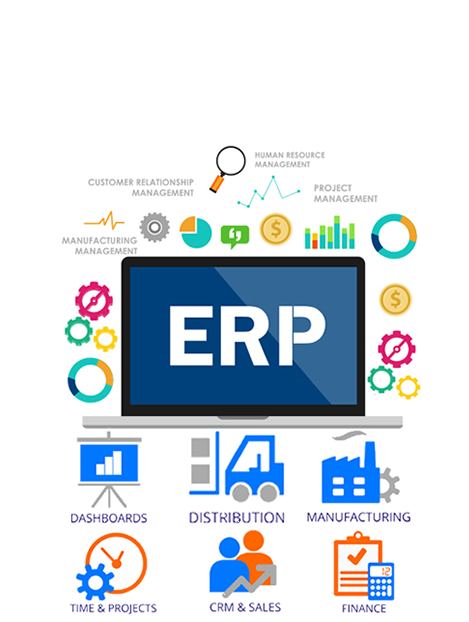 HUMAN RESOURCE
MANAGEMENT
CUSTOMER RELATIONSHIP
MANAGEMENT
PROJECT
MANAGEMENT
MANUFACTURING
MANAGEMENT
$
$
ERP
DASHBOARDS
DISTRIBUTION
MANUFACTURING
12
TIME & PROJECTS
CRM & SALES
FINANCE